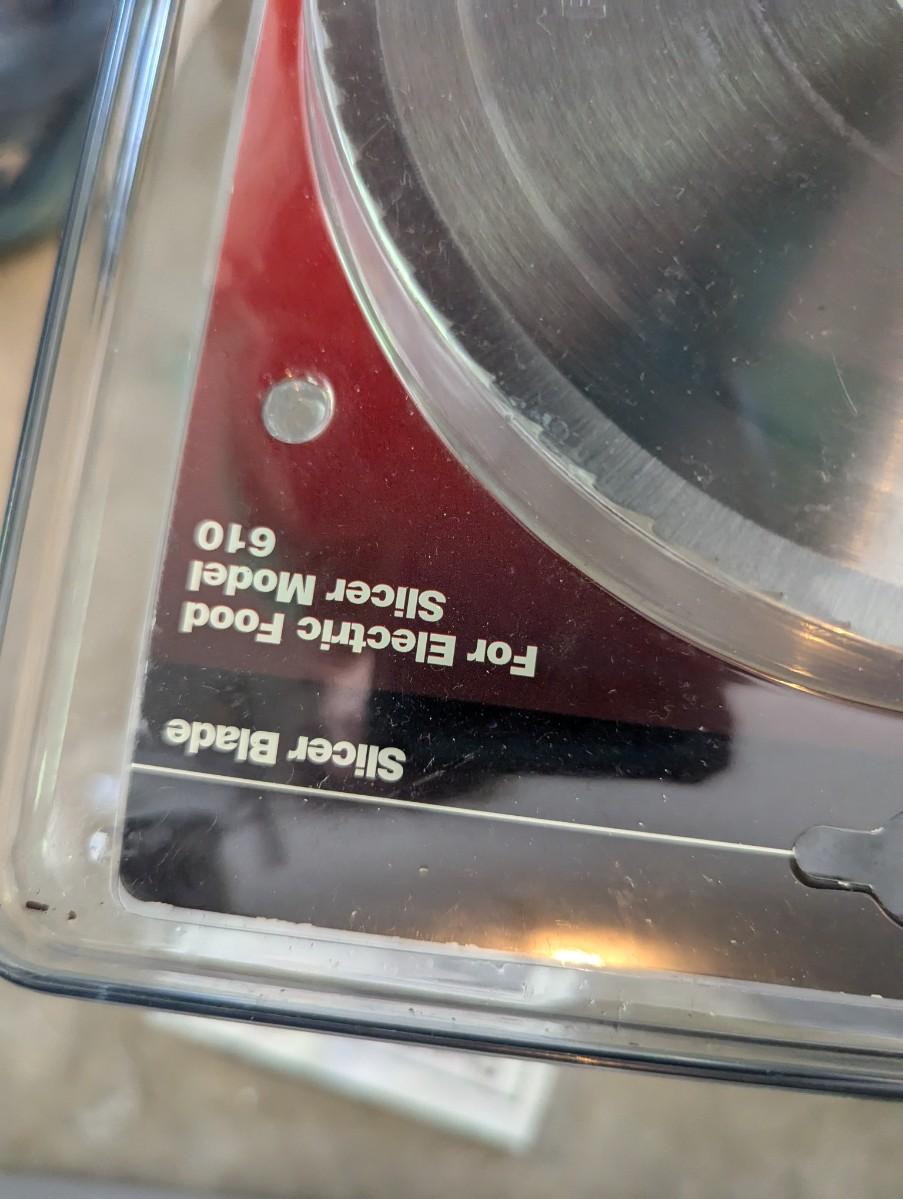 Slicer Blade
For Electric Food
Slicer Model
610